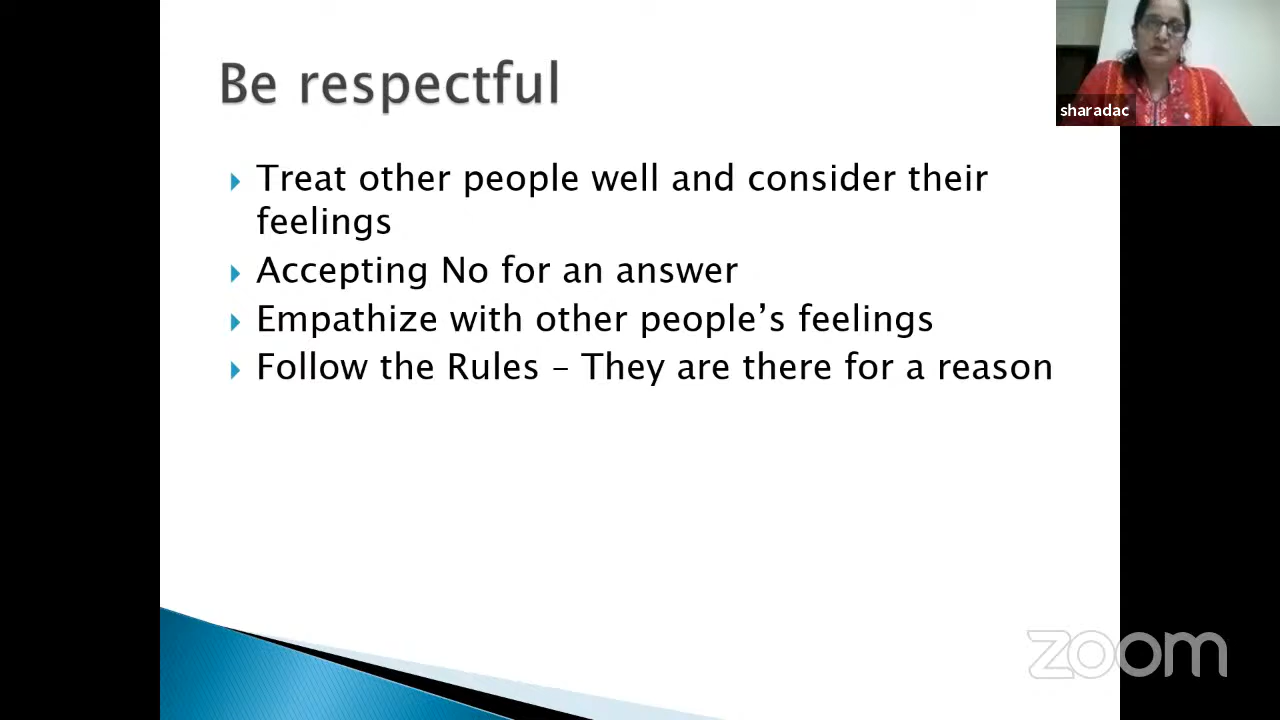 Be respectful
sharadac
Treat other people well and consider their
feelings
Accepting No for an answer
Empathize with other people's feelings
Follow the Rules – They are there for a reason
zoom